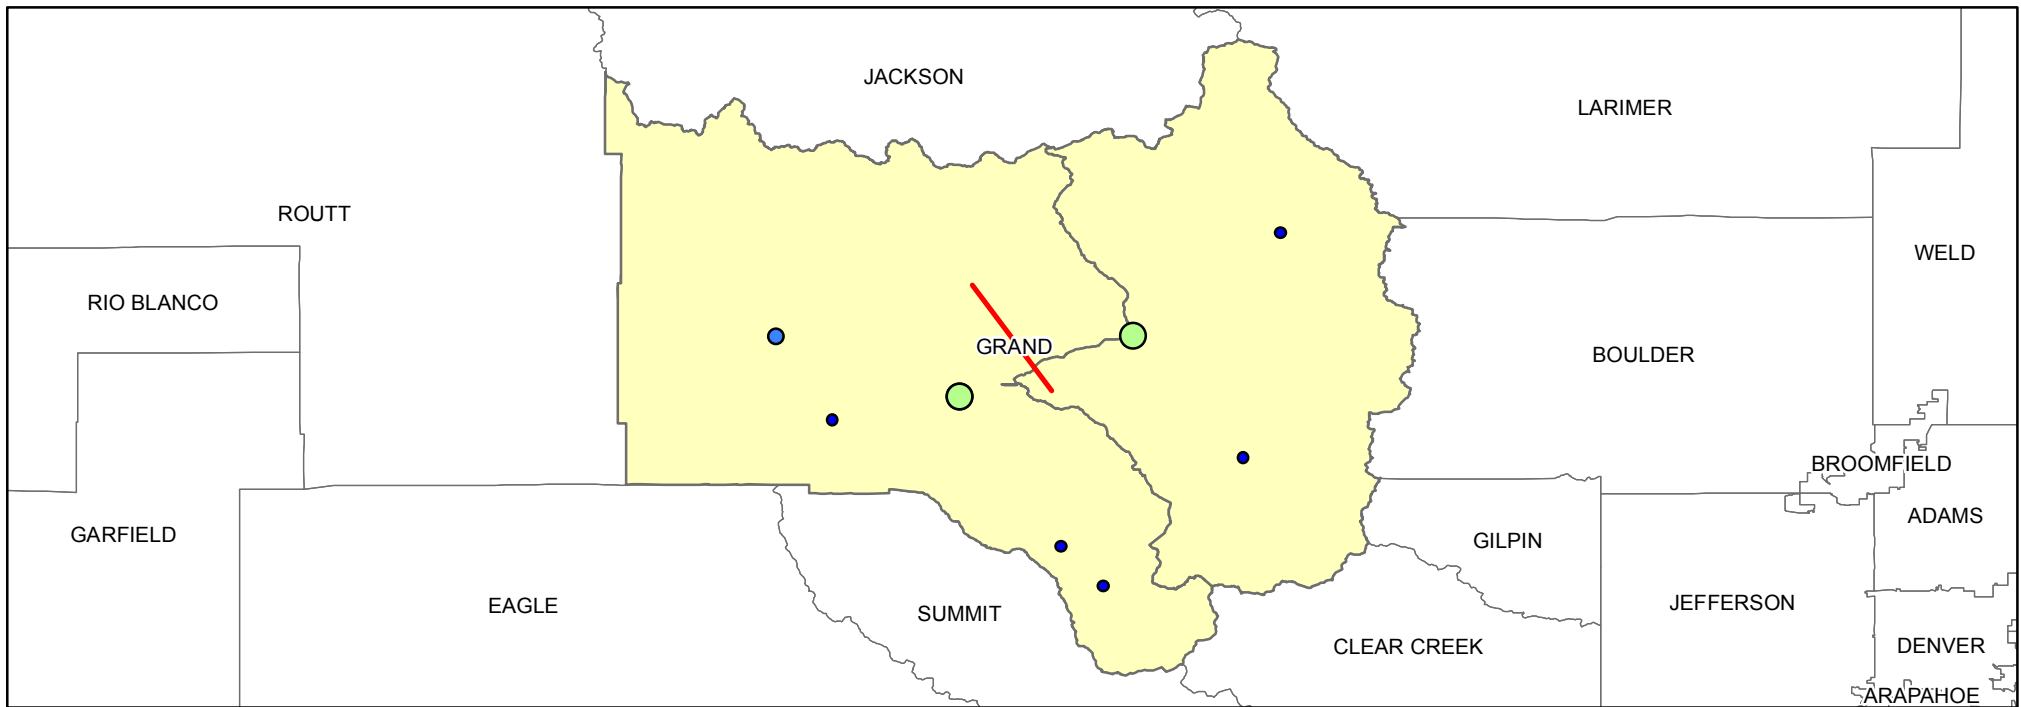 JACKSON
LARIMER
ROUTT
WELD
RIO BLANCO
GRAND
BOULDER
BROOMFIELD
ADAMS
GARFIELD
GILPIN
EAGLE
SUMMIT
JEFFERSON
CLEAR CREEK
DENVER
ARAPAHOE